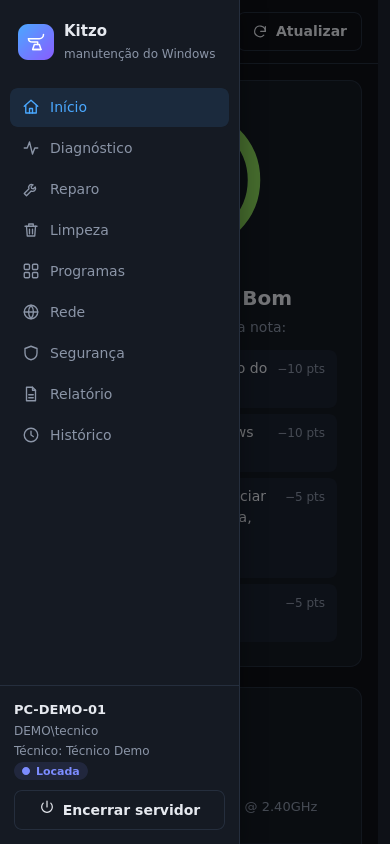 Kitzo
manutenção do Windows
Atualizar
Início
Diagnóstico
Reparo
Limpeza
Programas
Rede
Segurança
Relatório
Histórico
Bom
a nota:
do
−10 pts
−10 pts
ciar
−5 pts
a,
−5 pts
@ 2.40GHz
PC-DEMO-01
DEMO\tecnico
Técnico: Técnico Demo
Locada
Encerrar servidor